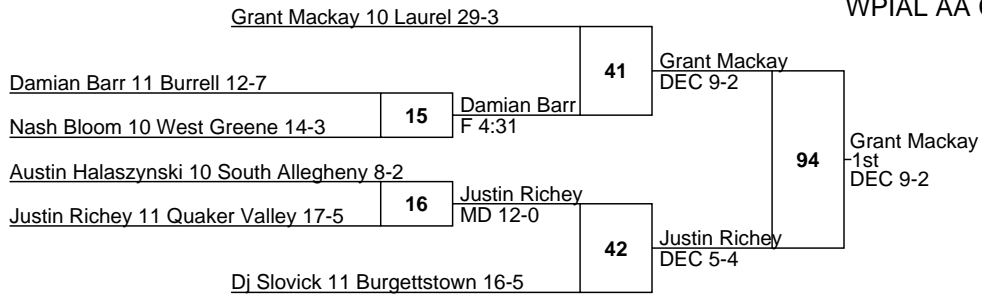 WPIAL AA
Grant Mackay 10 Laurel 29-3
41
Grant Mackay
DEC 9-2
Damian Barr 11 Burrell 12-7
15
Damian Barr
F 4:31
Nash Bloom 10 West Greene 14-3
94
Grant Mackay
1st
DEC 9-2
Austin Halaszynski 10 South Allegheny 8-2
16
Justin Richey
MD 12-0
Justin Richey 11 Quaker Valley 17-5
42
Justin Richey
DEC 5-4
Dj Slovick 11 Burgettstown 16-5